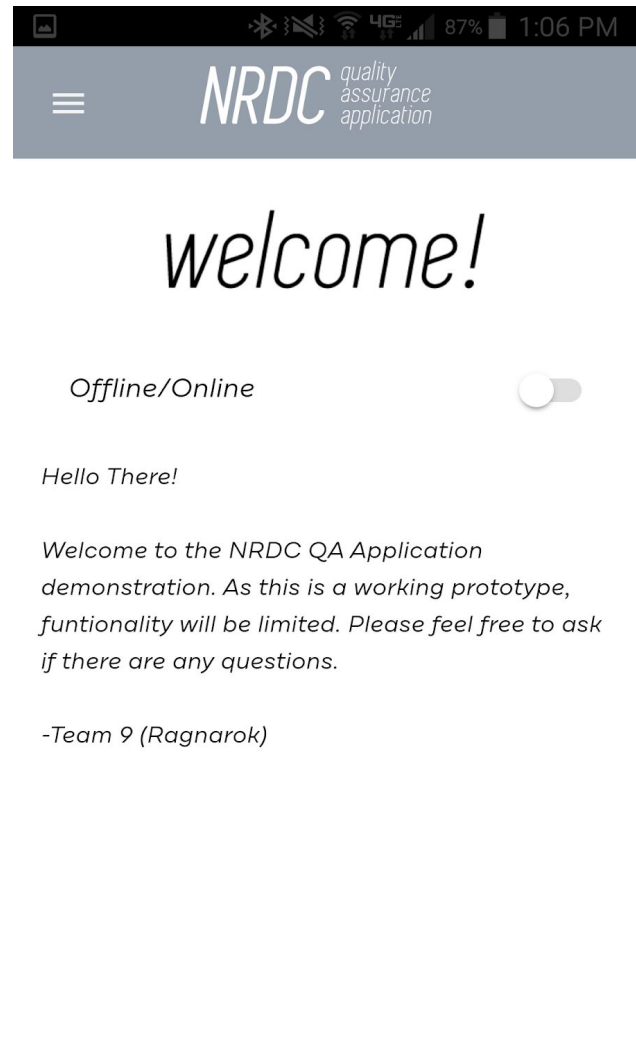 4G LTE 87% 1:06 PM
NRDC quality assurance application
welcome!
Offline/Online
Hello There!
Welcome to the NRDC QA Application
demonstration. As this is a working prototype,
funtionality will be limited. Please feel free to ask
if there are any questions.
-Team 9 (Ragnarok)